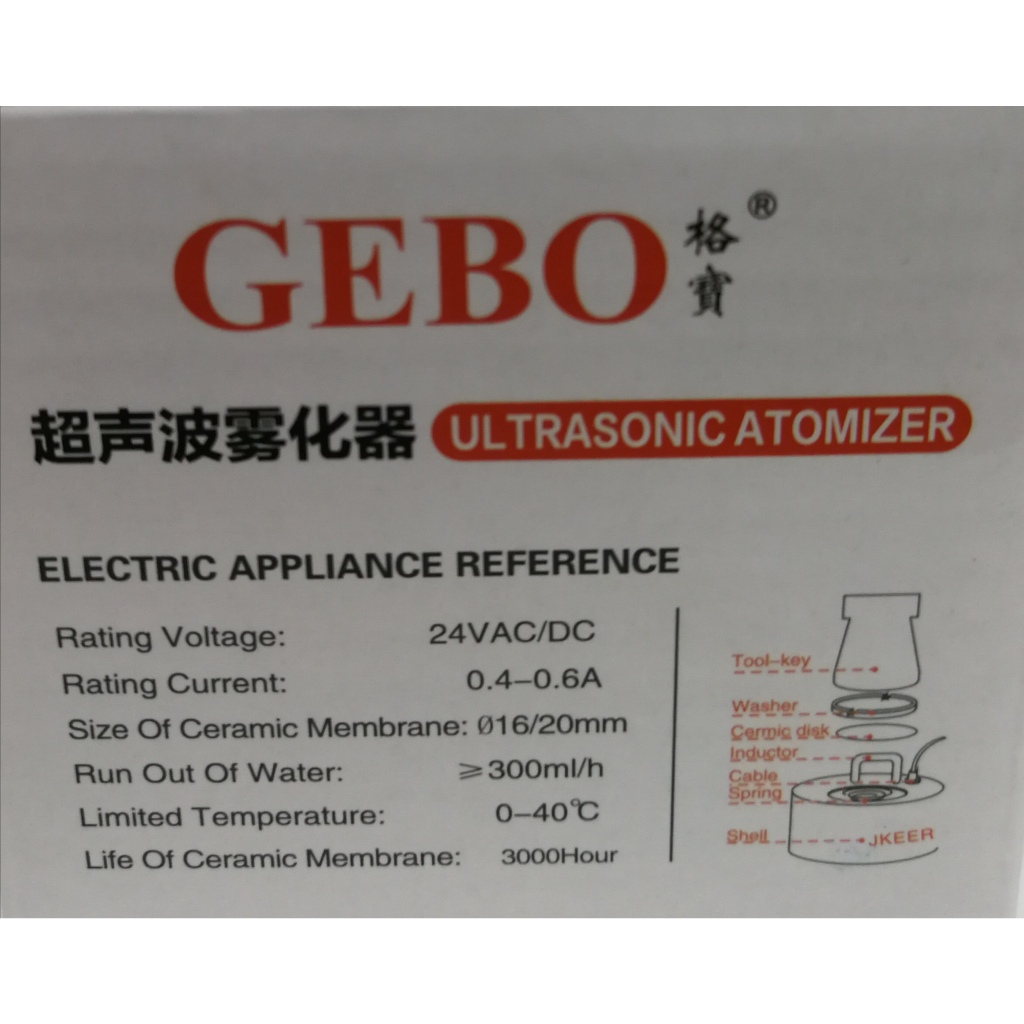 GEBO 格寶®
超声波雾化器 ULTRASONIC ATOMIZER
ELECTRIC APPLIANCE REFERENCE
Rating Voltage: 24VAC/DC
Rating Current: 0.4–0.6A
Size Of Ceramic Membrane: Ø16/20mm
Run Out Of Water: ≥300ml/h
Limited Temperature: 0–40℃
Life Of Ceramic Membrane: 3000Hour
Tool–key
Washer
Cermic disk
Inductor
Cable
Spring
Shell JKEER